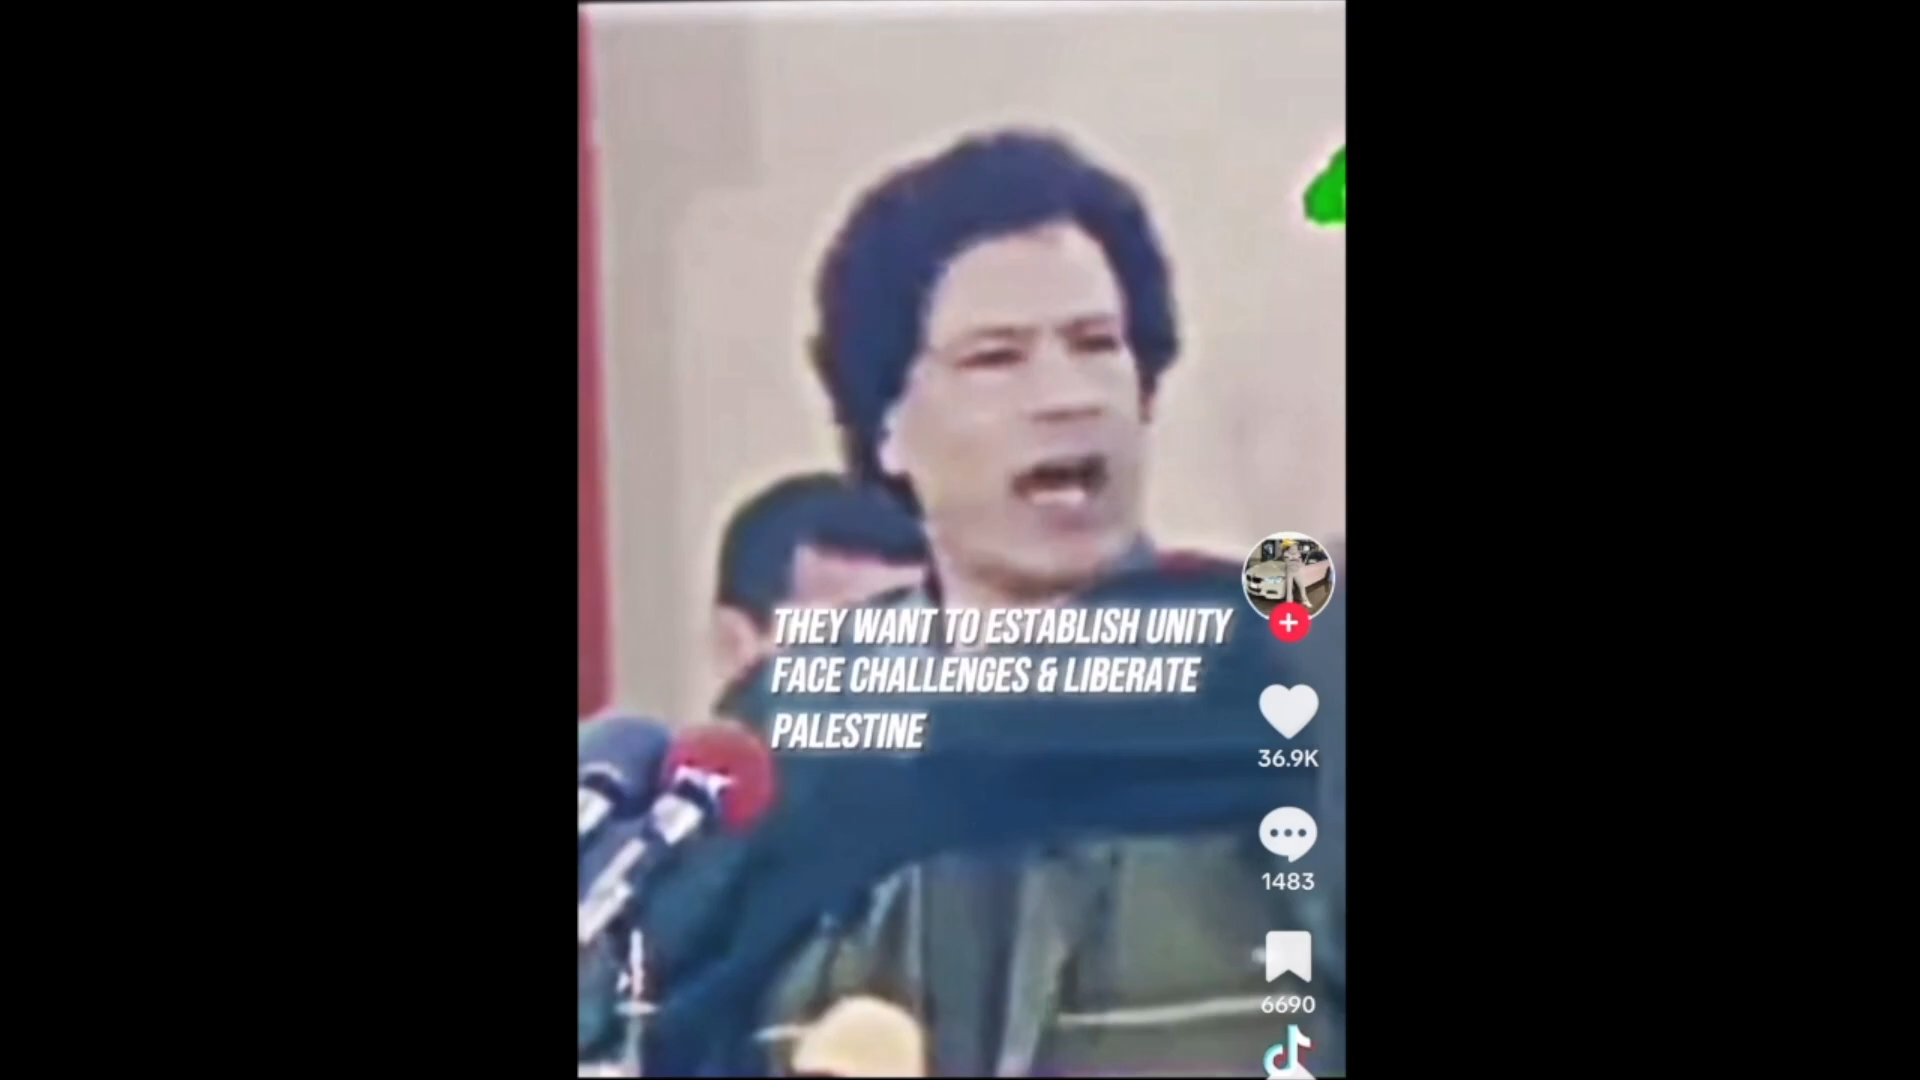 THEY WANT TO ESTABLISH UNITY
FACE CHALLENGES & LIBERATE
PALESTINE
36.9K
1483
6690